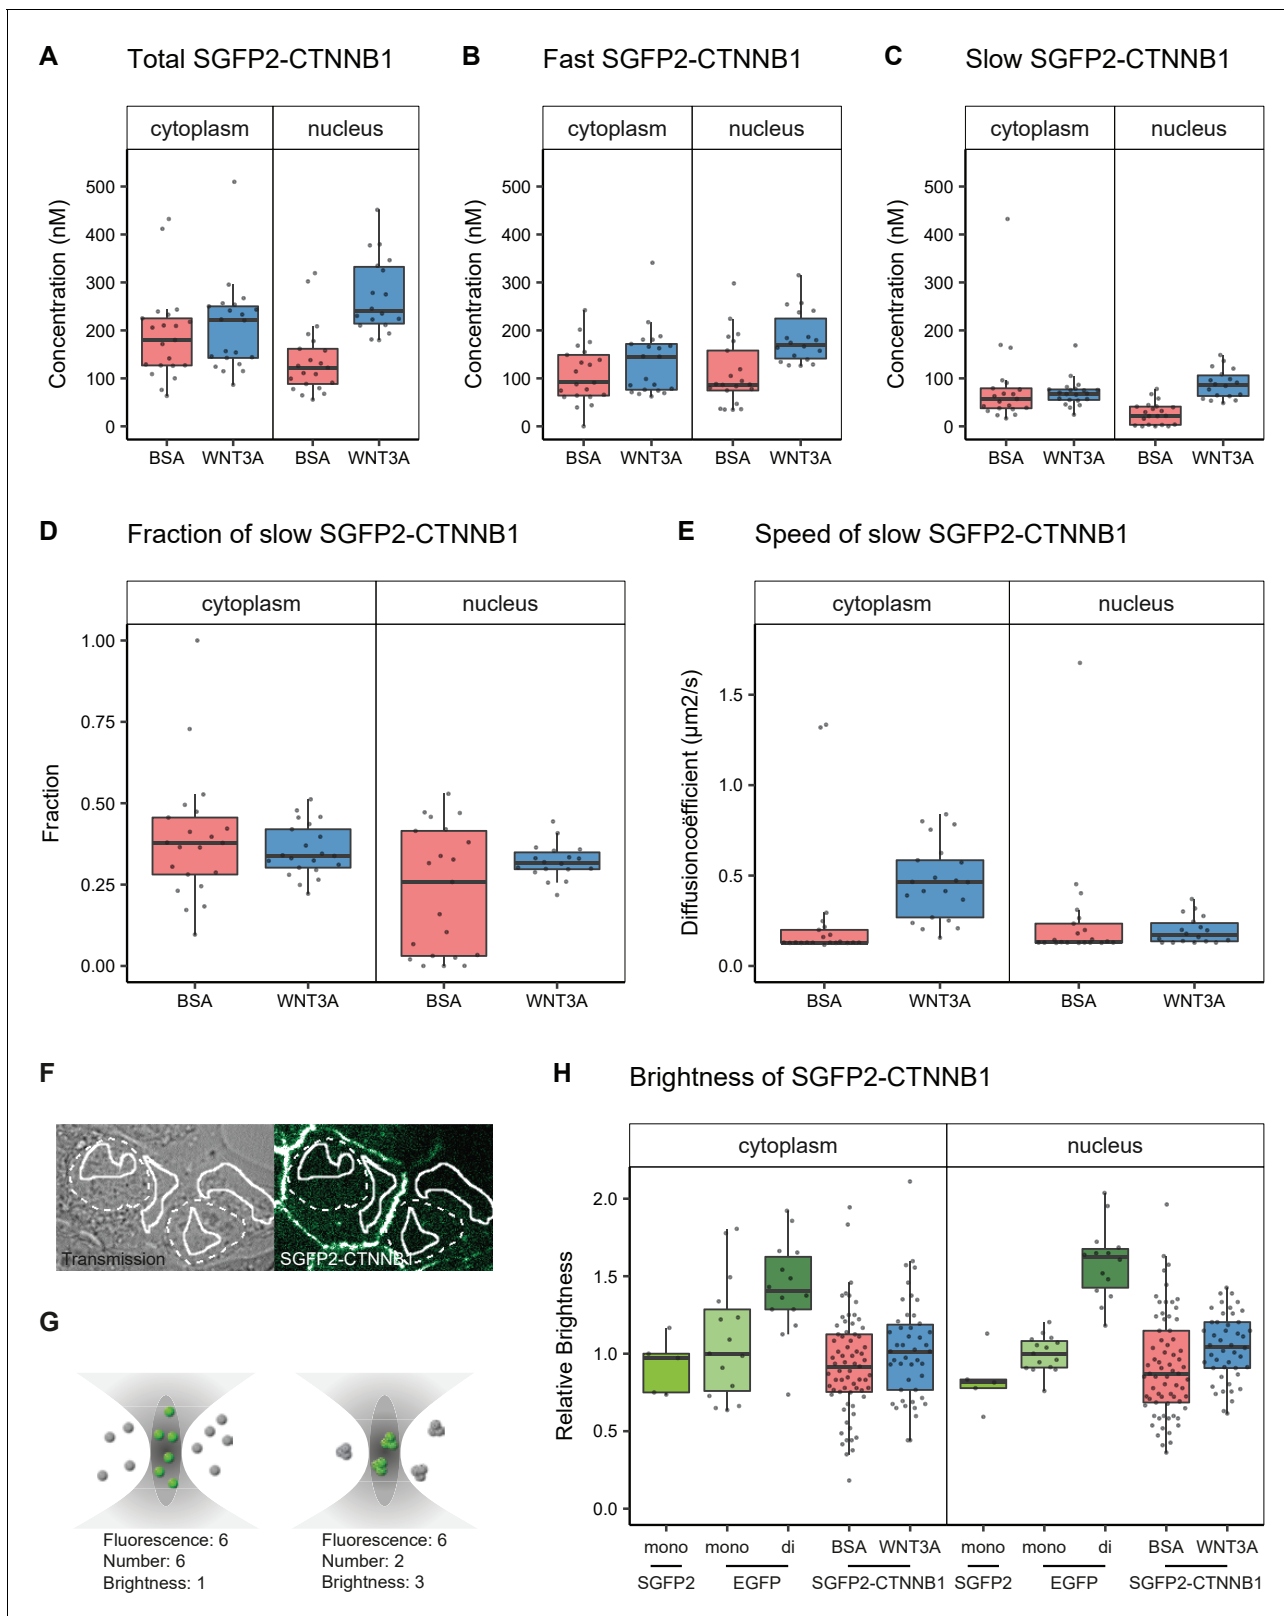 A Total SGFP2-CTNNB1
cytoplasm nucleus
Concentration (nM)
500
400
300
200
100
0
BSA WNT3A BSA WNT3A
B Fast SGFP2-CTNNB1
cytoplasm nucleus
Concentration (nM)
500
400
300
200
100
0
BSA WNT3A BSA WNT3A
C Slow SGFP2-CTNNB1
cytoplasm nucleus
Concentration (nM)
500
400
300
200
100
0
BSA WNT3A BSA WNT3A
D Fraction of slow SGFP2-CTNNB1
cytoplasm nucleus
Fraction
1.00
0.75
0.50
0.25
0.00
BSA WNT3A BSA WNT3A
E Speed of slow SGFP2-CTNNB1
cytoplasm nucleus
Diffusioncoëfficient (µm2/s)
1.5
1.0
0.5
0.0
BSA WNT3A BSA WNT3A
F
Transmission
SGFP2-CTNNB1
G
Fluorescence: 6
Number: 6
Brightness: 1
Fluorescence: 6
Number: 2
Brightness: 3
H Brightness of SGFP2-CTNNB1
cytoplasm nucleus
Relative Brightness
2.0
1.5
1.0
0.5
0.0
mono mono di BSA WNT3A mono mono di BSA WNT3A
SGFP2 EGFP SGFP2-CTNNB1 SGFP2 EGFP SGFP2-CTNNB1